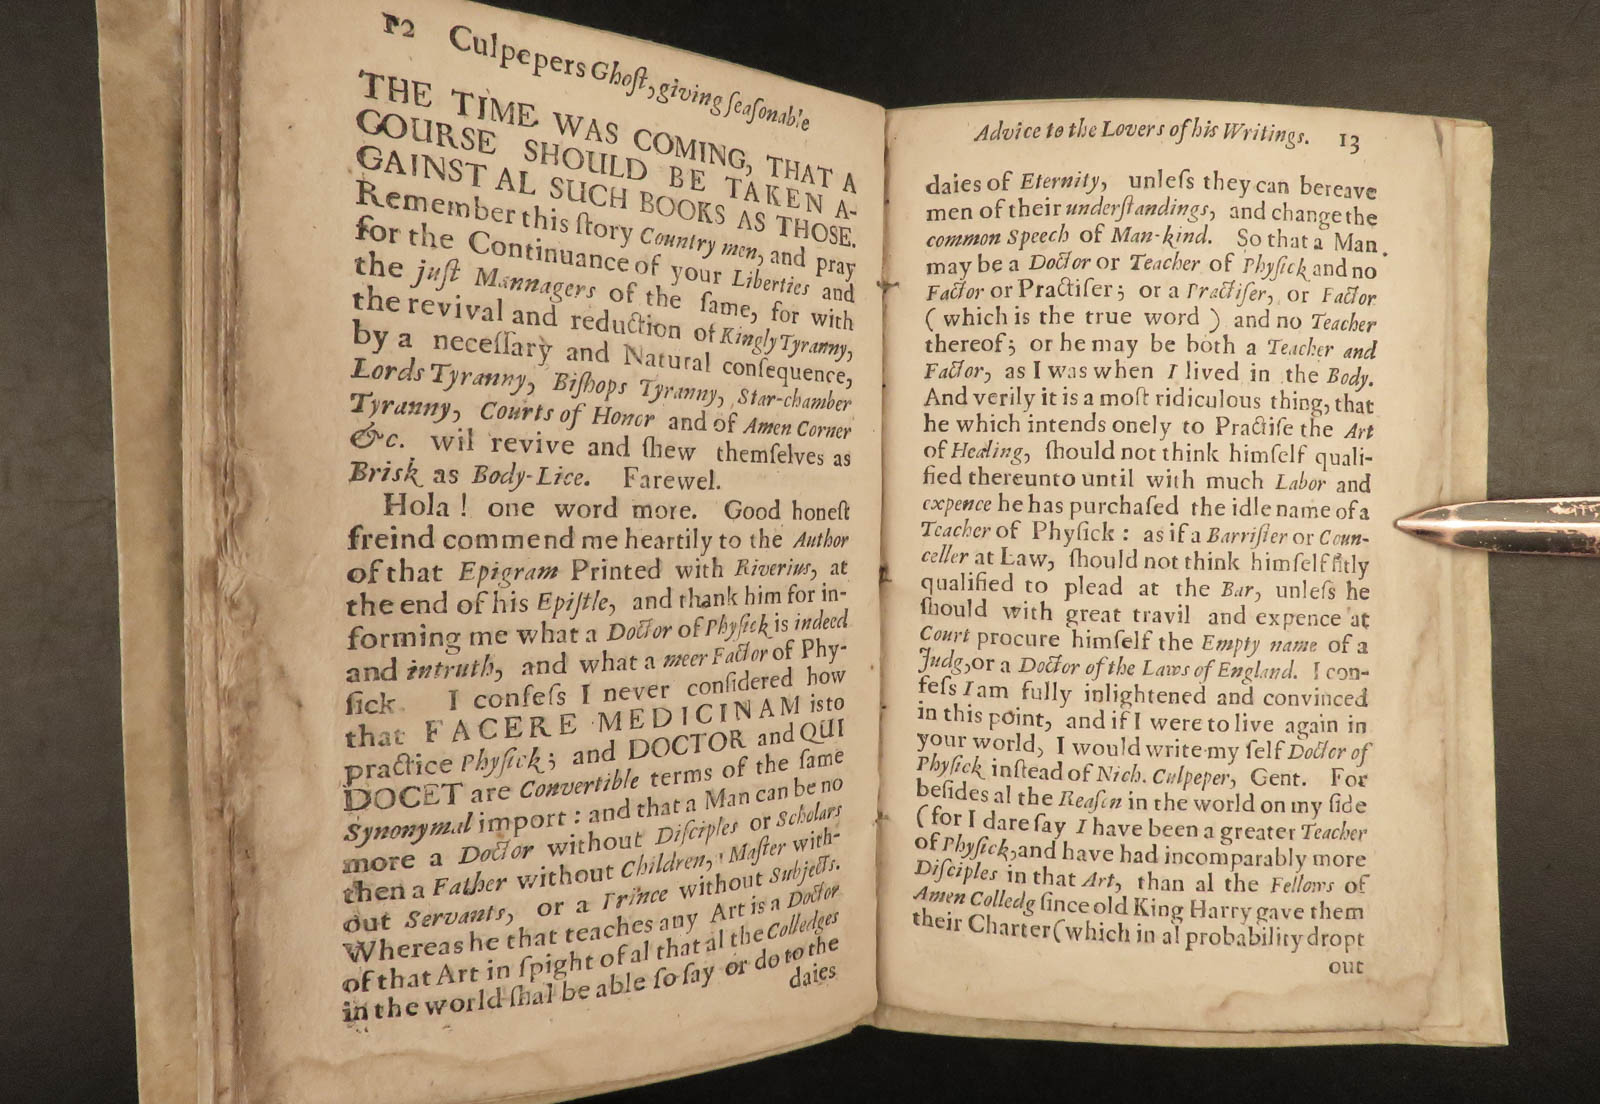 12 Culpepers Ghoſt, giving ſeaſonable
THE TIME WAS COMING, THAT A
COURSE SHOULD BE TAKEN A-
GAINST AL SUCH BOOKS AS THOSE.
Remember this ſtory Country men, and pray
for the Continuance of your Liberties and
the juſt Mannagers of the ſame, for with
the revival and reduction of Kingly Tyranny,
by a neceſſary and Natural conſequence,
Lords Tyranny, Biſhops Tyranny, Star-chamber
Tyranny, Courts of Honor and of Amen Corner
&c. wil revive and ſhew themſelves as
Brisk as Body-Lice. Farewel.
Hola! one word more. Good honeſt
freind commend me heartily to the Author
of that Epigram Printed with Riverius, at
the end of his Epiſtle, and thank him for in-
forming me what a Doctor of Phyſick is indeed
and intruth, and what a meer Factor of Phy-
ſick. I confeſs I never conſidered how
that FACERE MEDICINAM is to
practice Phyſick; and DOCTOR and QUI
DOCET are Convertible terms of the ſame
Synonymal import: and that a Man can be no
more a Doctor without Diſciples or Scholars
then a Father without Children, Maſter with-
out Servants, or a Prince without Subjects.
Whereas he that teaches any Art is a Doctor
of that Art in ſpight of al that al the Colledges
in the world ſhal be able ſo ſay or do to the
daies
Advice to the Lovers of his Writings. 13
daies of Eternity, unleſs they can bereave
men of their underſtandings, and change the
common Speech of Man-kind. So that a Man
may be a Doctor or Teacher of Phyſick and no
Factor or Practiſer; or a Practiſer, or Factor
(which is the true word) and no Teacher
thereof; or he may be both a Teacher and
Factor, as I was when I lived in the Body.
And verily it is a moſt ridiculous thing, that
he which intends onely to Practiſe the Art
of Healing, ſhould not think himſelf quali-
fied thereunto until with much Labor and
expence he has purchaſed the idle name of a
Teacher of Phyſick: as if a Barriſter or Coun-
celler at Law, ſhould not think himſelf fitly
qualified to plead at the Bar, unleſs he
ſhould with great travil and expence at
Court procure himſelf the Empty name of a
Judg, or a Doctor of the Laws of England. I con-
feſs I am fully inlightened and convinced
in this point, and if I were to live again in
your world, I would write my ſelf Doctor of
Phyſick inſtead of Nich. Culpeper, Gent. For
beſides al the Reaſon in the world on my ſide
(for I dare ſay I have been a greater Teacher
of Phyſick, and have had incomparably more
Diſciples in that Art, than al the Fellows of
Amen Colledg ſince old King Harry gave them
their Charter (which in al probability dropt
out